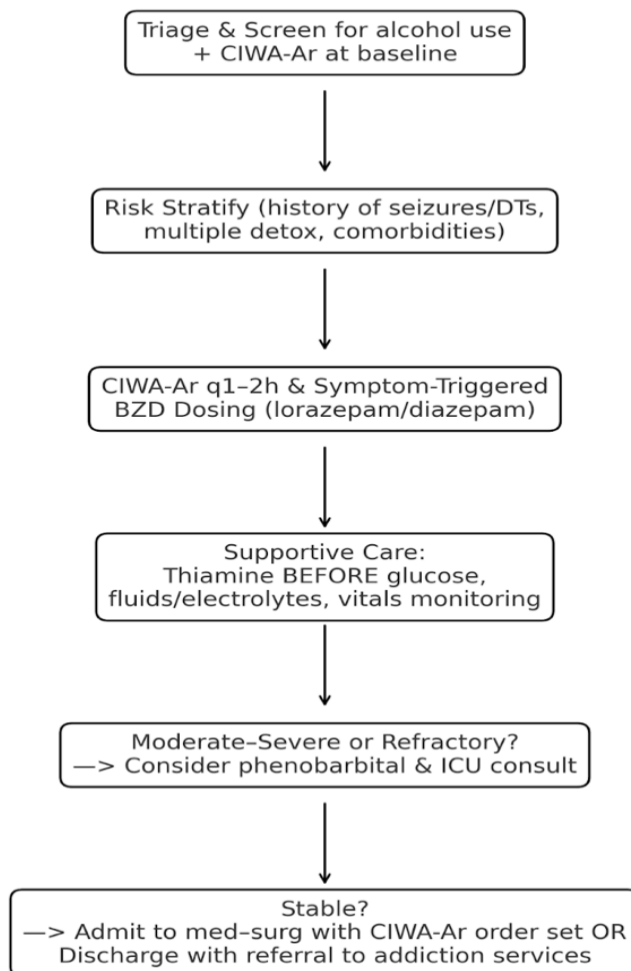 Triage & Screen for alcohol use
+ CIWA-Ar at baseline
Risk Stratify (history of seizures/DTs,
multiple detox, comorbidities)
CIWA-Ar q1–2h & Symptom-Triggered
BZD Dosing (lorazepam/diazepam)
Supportive Care:
Thiamine BEFORE glucose,
fluids/electrolytes, vitals monitoring
Moderate–Severe or Refractory?
—> Consider phenobarbital & ICU consult
Stable?
—> Admit to med–surg with CIWA-Ar order set OR
Discharge with referral to addiction services